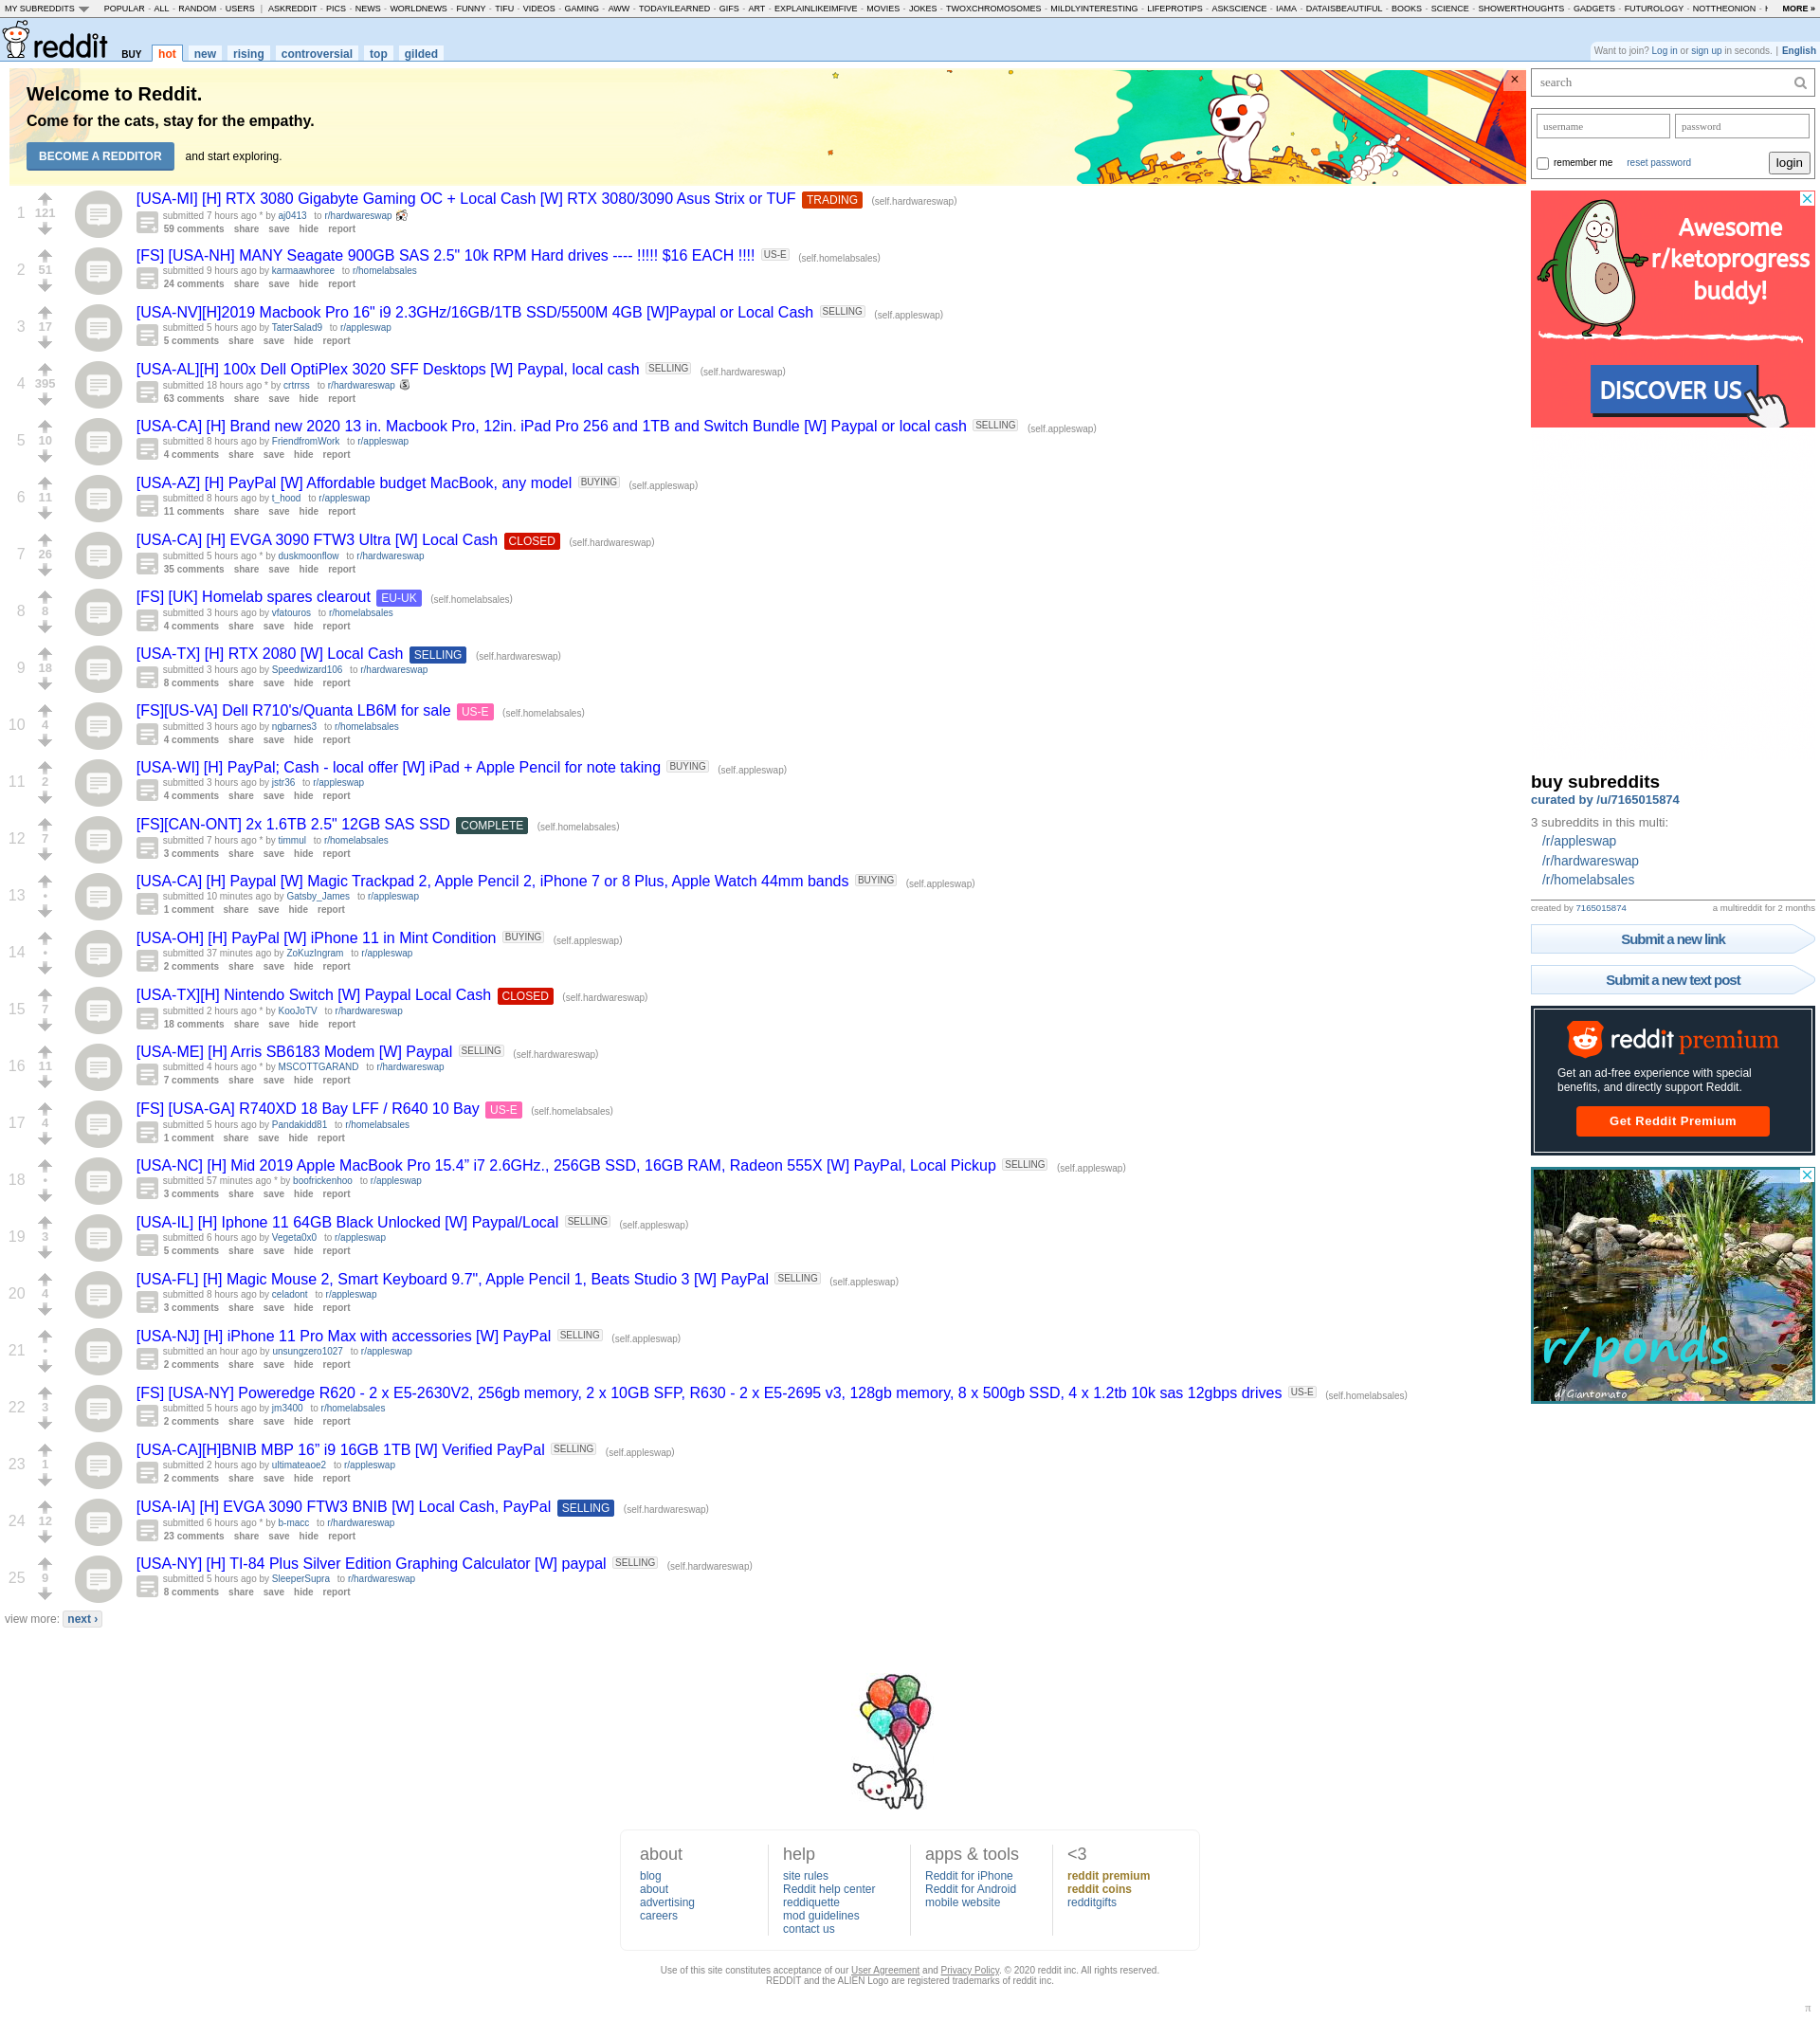 MY SUBREDDITS POPULAR - ALL - RANDOM - USERS | ASKREDDIT - PICS - NEWS - WORLDNEWS - FUNNY - TIFU - VIDEOS - GAMING - AWW - TODAYILEARNED - GIFS - ART - EXPLAINLIKEIMFIVE - MOVIES - JOKES - TWOXCHROMOSOMES - MILDLYINTERESTING - LIFEPROTIPS - ASKSCIENCE - IAMA - DATAISBEAUTIFUL - BOOKS - SCIENCE - SHOWERTHOUGHTS - GADGETS - FUTUROLOGY - NOTTHEONION - MORE »
reddit BUY hot new rising controversial top gilded
Want to join? Log in or sign up in seconds. | English
Welcome to Reddit.
Come for the cats, stay for the empathy.
BECOME A REDDITOR and start exploring.
×
1 121 [USA-MI] [H] RTX 3080 Gigabyte Gaming OC + Local Cash [W] RTX 3080/3090 Asus Strix or TUF TRADING (self.hardwareswap)
submitted 7 hours ago * by aj0413 to r/hardwareswap
59 comments share save hide report
2 51 [FS] [USA-NH] MANY Seagate 900GB SAS 2.5" 10k RPM Hard drives ---- !!!!! $16 EACH !!!! US-E (self.homelabsales)
submitted 9 hours ago by karmaawhoree to r/homelabsales
24 comments share save hide report
3 17 [USA-NV][H]2019 Macbook Pro 16" i9 2.3GHz/16GB/1TB SSD/5500M 4GB [W]Paypal or Local Cash SELLING (self.appleswap)
submitted 5 hours ago by TaterSalad9 to r/appleswap
5 comments share save hide report
4 395 [USA-AL][H] 100x Dell OptiPlex 3020 SFF Desktops [W] Paypal, local cash SELLING (self.hardwareswap)
submitted 18 hours ago * by crtrrss to r/hardwareswap
63 comments share save hide report
5 10 [USA-CA] [H] Brand new 2020 13 in. Macbook Pro, 12in. iPad Pro 256 and 1TB and Switch Bundle [W] Paypal or local cash SELLING (self.appleswap)
submitted 8 hours ago by FriendfromWork to r/appleswap
4 comments share save hide report
6 11 [USA-AZ] [H] PayPal [W] Affordable budget MacBook, any model BUYING (self.appleswap)
submitted 8 hours ago by t_hood to r/appleswap
11 comments share save hide report
7 26 [USA-CA] [H] EVGA 3090 FTW3 Ultra [W] Local Cash CLOSED (self.hardwareswap)
submitted 5 hours ago * by duskmoonflow to r/hardwareswap
35 comments share save hide report
8 8 [FS] [UK] Homelab spares clearout EU-UK (self.homelabsales)
submitted 3 hours ago by vfatouros to r/homelabsales
4 comments share save hide report
9 18 [USA-TX] [H] RTX 2080 [W] Local Cash SELLING (self.hardwareswap)
submitted 3 hours ago by Speedwizard106 to r/hardwareswap
8 comments share save hide report
10 4 [FS][US-VA] Dell R710's/Quanta LB6M for sale US-E (self.homelabsales)
submitted 3 hours ago by ngbarnes3 to r/homelabsales
4 comments share save hide report
11 2 [USA-WI] [H] PayPal; Cash - local offer [W] iPad + Apple Pencil for note taking BUYING (self.appleswap)
submitted 3 hours ago by jstr36 to r/appleswap
4 comments share save hide report
12 7 [FS][CAN-ONT] 2x 1.6TB 2.5" 12GB SAS SSD COMPLETE (self.homelabsales)
submitted 7 hours ago * by timmul to r/homelabsales
3 comments share save hide report
13 • [USA-CA] [H] Paypal [W] Magic Trackpad 2, Apple Pencil 2, iPhone 7 or 8 Plus, Apple Watch 44mm bands BUYING (self.appleswap)
submitted 10 minutes ago by Gatsby_James to r/appleswap
1 comment share save hide report
14 • [USA-OH] [H] PayPal [W] iPhone 11 in Mint Condition BUYING (self.appleswap)
submitted 37 minutes ago by ZoKuzIngram to r/appleswap
2 comments share save hide report
15 7 [USA-TX][H] Nintendo Switch [W] Paypal Local Cash CLOSED (self.hardwareswap)
submitted 2 hours ago * by KooJoTV to r/hardwareswap
18 comments share save hide report
16 11 [USA-ME] [H] Arris SB6183 Modem [W] Paypal SELLING (self.hardwareswap)
submitted 4 hours ago * by MSCOTTGARAND to r/hardwareswap
7 comments share save hide report
17 4 [FS] [USA-GA] R740XD 18 Bay LFF / R640 10 Bay US-E (self.homelabsales)
submitted 5 hours ago by Pandakidd81 to r/homelabsales
1 comment share save hide report
18 • [USA-NC] [H] Mid 2019 Apple MacBook Pro 15.4” i7 2.6GHz., 256GB SSD, 16GB RAM, Radeon 555X [W] PayPal, Local Pickup SELLING (self.appleswap)
submitted 57 minutes ago * by boofrickenhoo to r/appleswap
3 comments share save hide report
19 3 [USA-IL] [H] Iphone 11 64GB Black Unlocked [W] Paypal/Local SELLING (self.appleswap)
submitted 6 hours ago by Vegeta0x0 to r/appleswap
5 comments share save hide report
20 4 [USA-FL] [H] Magic Mouse 2, Smart Keyboard 9.7", Apple Pencil 1, Beats Studio 3 [W] PayPal SELLING (self.appleswap)
submitted 8 hours ago by celadont to r/appleswap
3 comments share save hide report
21 • [USA-NJ] [H] iPhone 11 Pro Max with accessories [W] PayPal SELLING (self.appleswap)
submitted an hour ago by unsungzero1027 to r/appleswap
2 comments share save hide report
22 3 [FS] [USA-NY] Poweredge R620 - 2 x E5-2630V2, 256gb memory, 2 x 10GB SFP, R630 - 2 x E5-2695 v3, 128gb memory, 8 x 500gb SSD, 4 x 1.2tb 10k sas 12gbps drives US-E (self.homelabsales)
submitted 5 hours ago by jm3400 to r/homelabsales
2 comments share save hide report
23 1 [USA-CA][H]BNIB MBP 16” i9 16GB 1TB [W] Verified PayPal SELLING (self.appleswap)
submitted 2 hours ago by ultimateaoe2 to r/appleswap
2 comments share save hide report
24 12 [USA-IA] [H] EVGA 3090 FTW3 BNIB [W] Local Cash, PayPal SELLING (self.hardwareswap)
submitted 6 hours ago * by b-macc to r/hardwareswap
23 comments share save hide report
25 9 [USA-NY] [H] TI-84 Plus Silver Edition Graphing Calculator [W] paypal SELLING (self.hardwareswap)
submitted 5 hours ago by SleeperSupra to r/hardwareswap
8 comments share save hide report
view more: next ›
search
username password
remember me reset password login
Awesome
r/ketoprogress
buddy!
DISCOVER US
buy subreddits
curated by /u/7165015874
3 subreddits in this multi:
/r/appleswap
/r/hardwareswap
/r/homelabsales
created by 7165015874 a multireddit for 2 months
Submit a new link
Submit a new text post
reddit premium
Get an ad-free experience with special
benefits, and directly support Reddit.
Get Reddit Premium
r/ponds
u/Giantomato
about
blog
about
advertising
careers
help
site rules
Reddit help center
reddiquette
mod guidelines
contact us
apps & tools
Reddit for iPhone
Reddit for Android
mobile website
<3
reddit premium
reddit coins
redditgifts
Use of this site constitutes acceptance of our User Agreement and Privacy Policy. © 2020 reddit inc. All rights reserved.
REDDIT and the ALIEN Logo are registered trademarks of reddit inc.
π